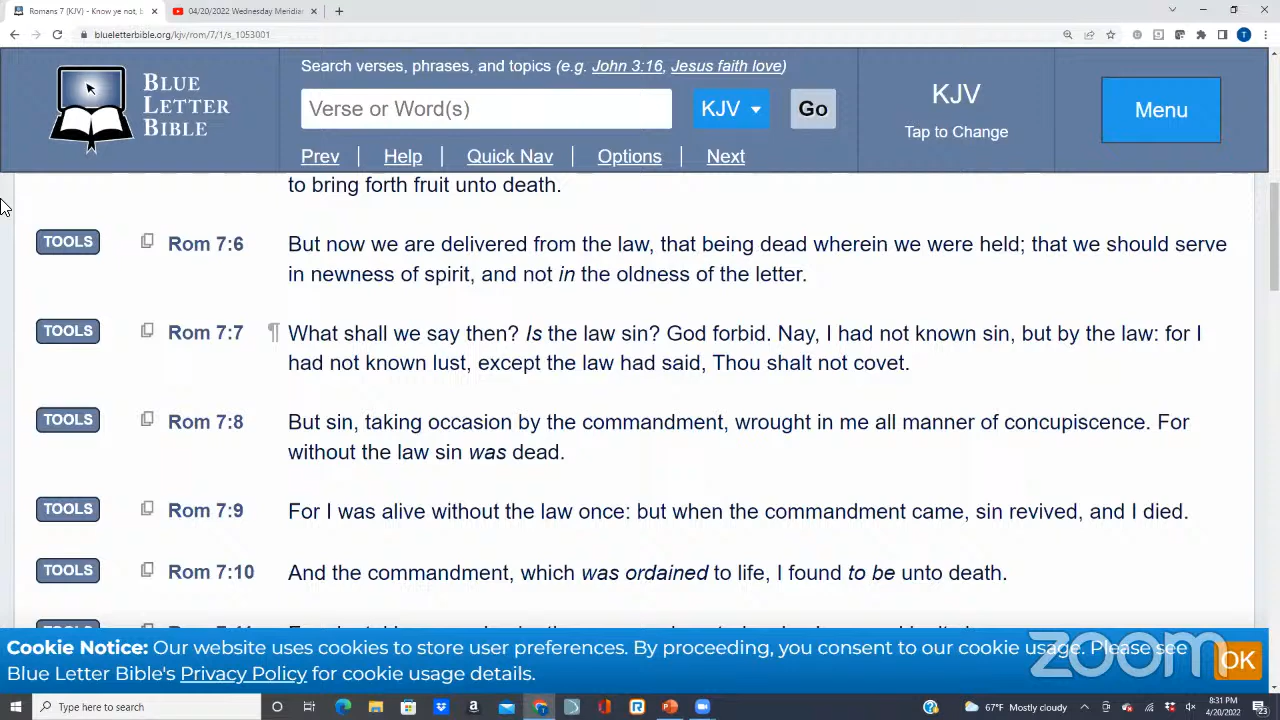 Romans 7 (KJV) - Know ye not, b
04/20/2022 Wednesday Meridian
blueletterbible.org/kjv/rom/7/1/s_1053001
T
BLUE
LETTER
BIBLE
Search verses, phrases, and topics (e.g. John 3:16, Jesus faith love)
Verse or Word(s)
KJV
Go
Prev
Help
Quick Nav
Options
Next
KJV
Tap to Change
Menu
to bring forth fruit unto death.
TOOLS Rom 7:6 But now we are delivered from the law, that being dead wherein we were held; that we should serve
in newness of spirit, and not in the oldness of the letter.
TOOLS Rom 7:7 ¶ What shall we say then? Is the law sin? God forbid. Nay, I had not known sin, but by the law: for I
had not known lust, except the law had said, Thou shalt not covet.
TOOLS Rom 7:8 But sin, taking occasion by the commandment, wrought in me all manner of concupiscence. For
without the law sin was dead.
TOOLS Rom 7:9 For I was alive without the law once: but when the commandment came, sin revived, and I died.
TOOLS Rom 7:10 And the commandment, which was ordained to life, I found to be unto death.
Cookie Notice: Our website uses cookies to store user preferences. By proceeding, you consent to our cookie usage. Please see
Blue Letter Bible's Privacy Policy for cookie usage details.
OK
zoom
Type here to search
67°F Mostly cloudy
8:31 PM
4/20/2022